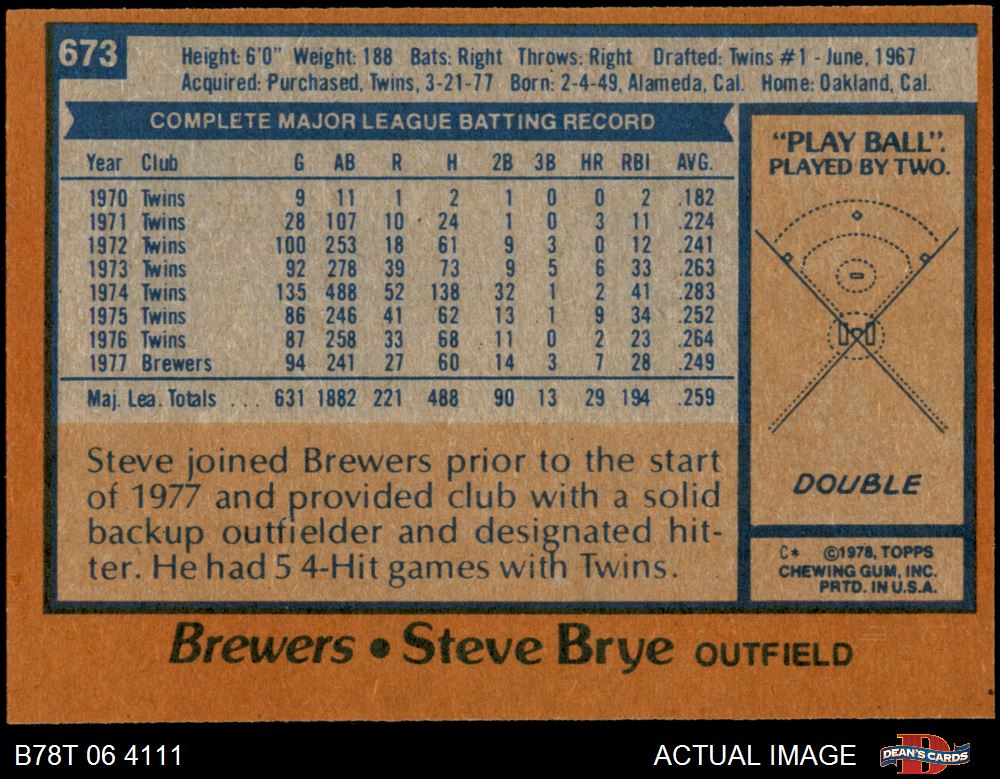 673
Height: 6'0" Weight: 188 Bats: Right Throws: Right Drafted: Twins #1 - June, 1967
Acquired: Purchased, Twins, 3-21-77 Born: 2-4-49, Alameda, Cal. Home: Oakland, Cal.
COMPLETE MAJOR LEAGUE BATTING RECORD
Year Club G AB R H 2B 3B HR RBI AVG.
1970 Twins 9 11 1 2 1 0 0 2 .182
1971 Twins 28 107 10 24 1 0 3 11 .224
1972 Twins 100 253 18 61 9 3 0 12 .241
1973 Twins 92 278 39 73 9 5 6 33 .263
1974 Twins 135 488 52 138 32 1 2 41 .283
1975 Twins 86 246 41 62 13 1 9 34 .252
1976 Twins 87 258 33 68 11 0 2 23 .264
1977 Brewers 94 241 27 60 14 3 7 28 .249
Maj. Lea. Totals . . . 631 1882 221 488 90 13 29 194 .259
Steve joined Brewers prior to the start
of 1977 and provided club with a solid
backup outfielder and designated hit-
ter. He had 5 4-Hit games with Twins.
"PLAY BALL".
PLAYED BY TWO.
DOUBLE
C* ©1978, TOPPS
CHEWING GUM, INC.
PRTD. IN U.S.A.
Brewers • Steve Brye OUTFIELD
B78T 06 4111
ACTUAL IMAGE
D
DEAN'S CARDS